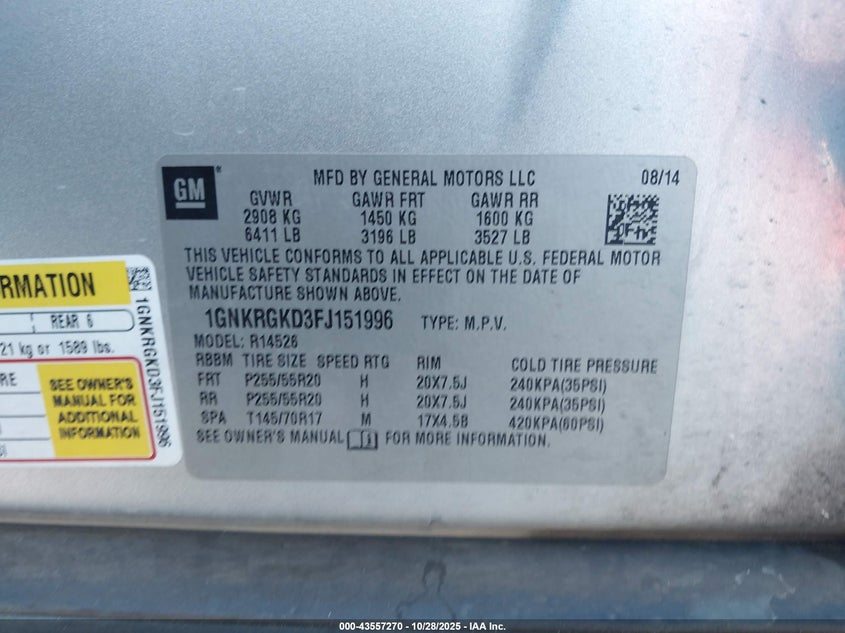 GM
MFD BY GENERAL MOTORS LLC 08/14
GVWR GAWR FRT GAWR RR
2908 KG 1450 KG 1600 KG
6411 LB 3196 LB 3527 LB
THIS VEHICLE CONFORMS TO ALL APPLICABLE U.S. FEDERAL MOTOR
VEHICLE SAFETY STANDARDS IN EFFECT ON THE DATE OF
MANUFACTURE SHOWN ABOVE.
1GNKRGKD3FJ151996 TYPE: M.P.V.
MODEL: R14526
RBBM TIRE SIZE SPEED RTG RIM COLD TIRE PRESSURE
FRT P255/55R20 H 20X7.5J 240KPA(35PSI)
RR P255/55R20 H 20X7.5J 240KPA(35PSI)
SPA T145/70R17 M 17X4.5B 420KPA(60PSI)
SEE OWNER'S MANUAL FOR MORE INFORMATION.
RMATION
REAR 6
21 kg or 1589 lbs.
RE
SEE OWNER'S
MANUAL FOR
ADDITIONAL
INFORMATION
1GNKRGKD3FJ151996
000-43557270 - 10/28/2025 - IAA Inc.